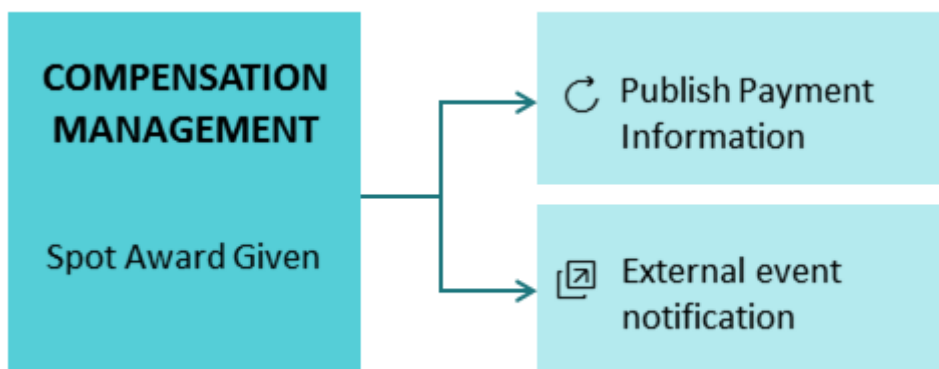 COMPENSATION
MANAGEMENT
Spot Award Given
Publish Payment
Information
External event
notification